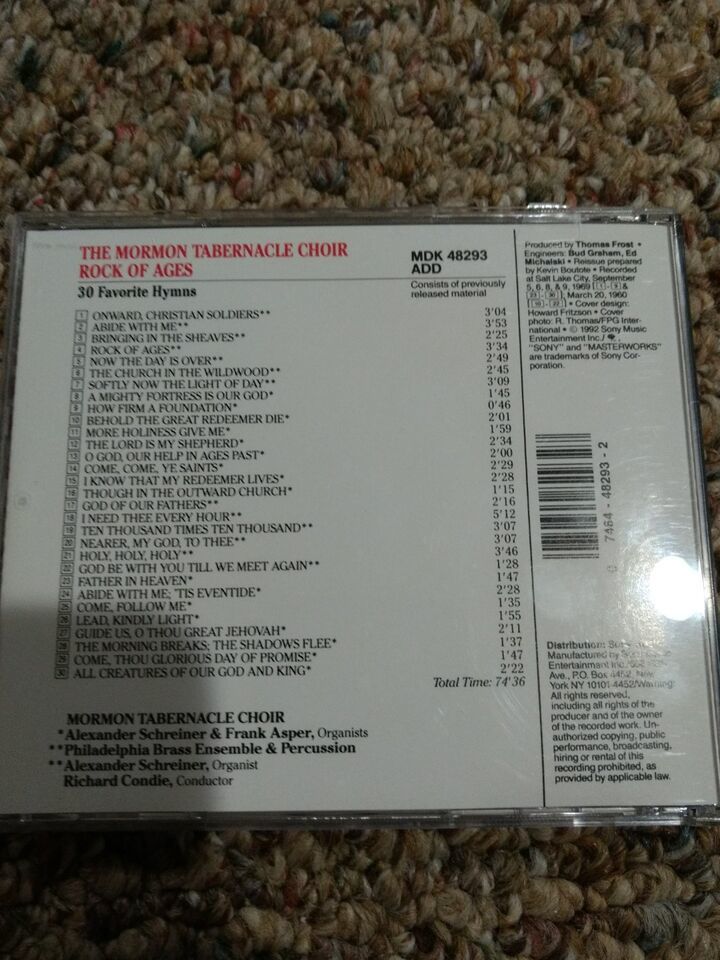 THE MORMON TABERNACLE CHOIR
ROCK OF AGES
30 Favorite Hymns
MDK 48293
ADD
Consists of previously
released material
1 ONWARD, CHRISTIAN SOLDIERS** 3'04
2 ABIDE WITH ME** 3'53
3 BRINGING IN THE SHEAVES** 2'25
4 ROCK OF AGES** 3'34
5 NOW THE DAY IS OVER** 2'49
6 THE CHURCH IN THE WILDWOOD** 2'45
7 SOFTLY NOW THE LIGHT OF DAY** 3'09
8 A MIGHTY FORTRESS IS OUR GOD* 1'45
9 HOW FIRM A FOUNDATION* 0'46
10 BEHOLD THE GREAT REDEEMER DIE* 2'01
11 MORE HOLINESS GIVE ME* 1'59
12 THE LORD IS MY SHEPHERD* 2'34
13 O GOD, OUR HELP IN AGES PAST* 2'00
14 COME, COME, YE SAINTS* 2'29
15 I KNOW THAT MY REDEEMER LIVES* 2'28
16 THOUGH IN THE OUTWARD CHURCH* 1'15
17 GOD OF OUR FATHERS** 2'16
18 I NEED THEE EVERY HOUR** 5'12
19 TEN THOUSAND TIMES TEN THOUSAND** 3'07
20 NEARER, MY GOD, TO THEE** 3'07
21 HOLY, HOLY, HOLY** 3'46
22 GOD BE WITH YOU TILL WE MEET AGAIN** 1'28
23 FATHER IN HEAVEN* 1'47
24 ABIDE WITH ME; 'TIS EVENTIDE* 2'28
25 COME, FOLLOW ME* 1'35
26 LEAD, KINDLY LIGHT* 1'55
27 GUIDE US, O THOU GREAT JEHOVAH* 2'11
28 THE MORNING BREAKS; THE SHADOWS FLEE* 1'37
29 COME, THOU GLORIOUS DAY OF PROMISE* 1'47
30 ALL CREATURES OF OUR GOD AND KING* 2'22
Total Time: 74'36
MORMON TABERNACLE CHOIR
*Alexander Schreiner & Frank Asper, Organists
**Philadelphia Brass Ensemble & Percussion
**Alexander Schreiner, Organist
Richard Condie, Conductor
Produced by Thomas Frost •
Engineers: Bud Graham, Ed
Michalski • Reissue prepared
by Kevin Boutote • Recorded
at Salt Lake City, September
5, 6, 8, & 9, 1969 [1 - 9 &
23 - 30]; March 20, 1960
[10 - 22] • Cover design:
Howard Fritzson • Cover
photo: R. Thomas/FPG Inter-
national • © 1992 Sony Music
Entertainment Inc./ ,
"SONY" and "MASTERWORKS"
are trademarks of Sony Cor-
poration.
7464-48293-2
Distribution:
Manufactured by
Entertainment Inc.
Ave., P.O. Box 4452, New
York NY 10101-4452/Warning:
All rights reserved,
including all rights of the
producer and of the owner
of the recorded work. Un-
authorized copying, public
performance, broadcasting,
hiring or rental of this
recording prohibited, as
provided by applicable law.